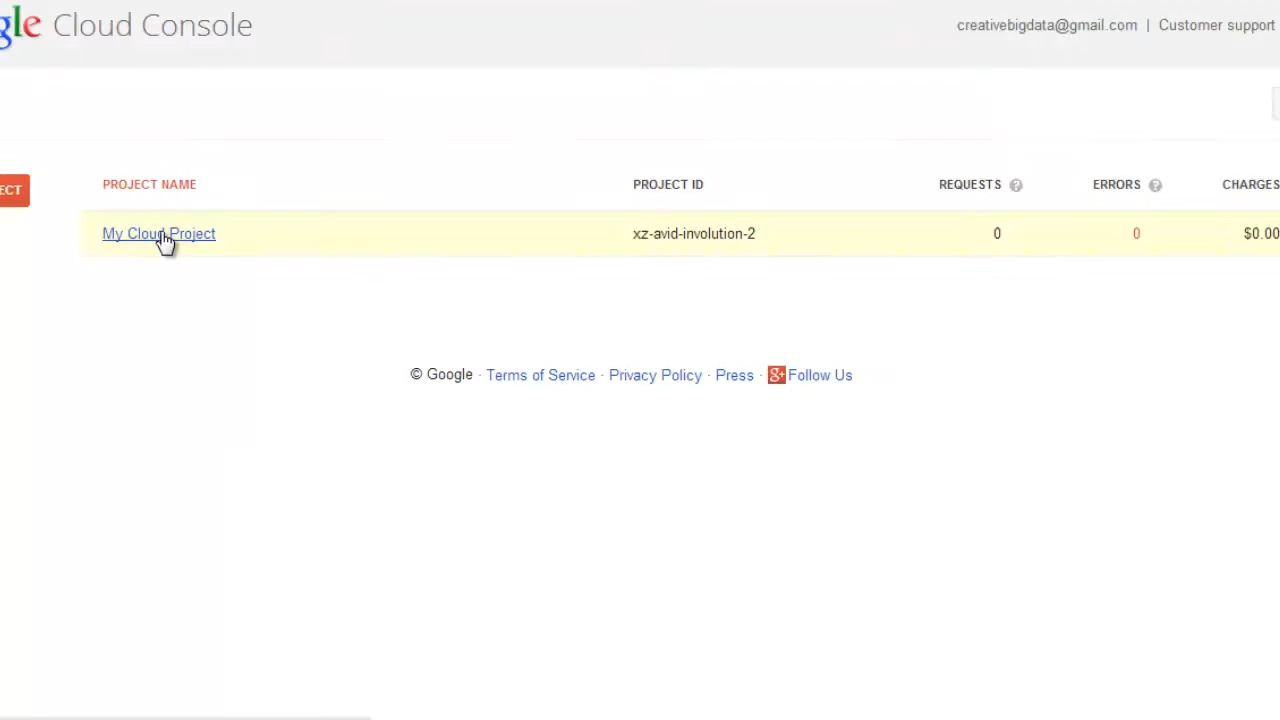 gle Cloud Console
creativebigdata@gmail.com | Customer support
ECT
PROJECT NAME PROJECT ID REQUESTS ? ERRORS ? CHARGES
My Cloud Project xz-avid-involution-2 0 0 $0.00
© Google · Terms of Service · Privacy Policy · Press · g+ Follow Us